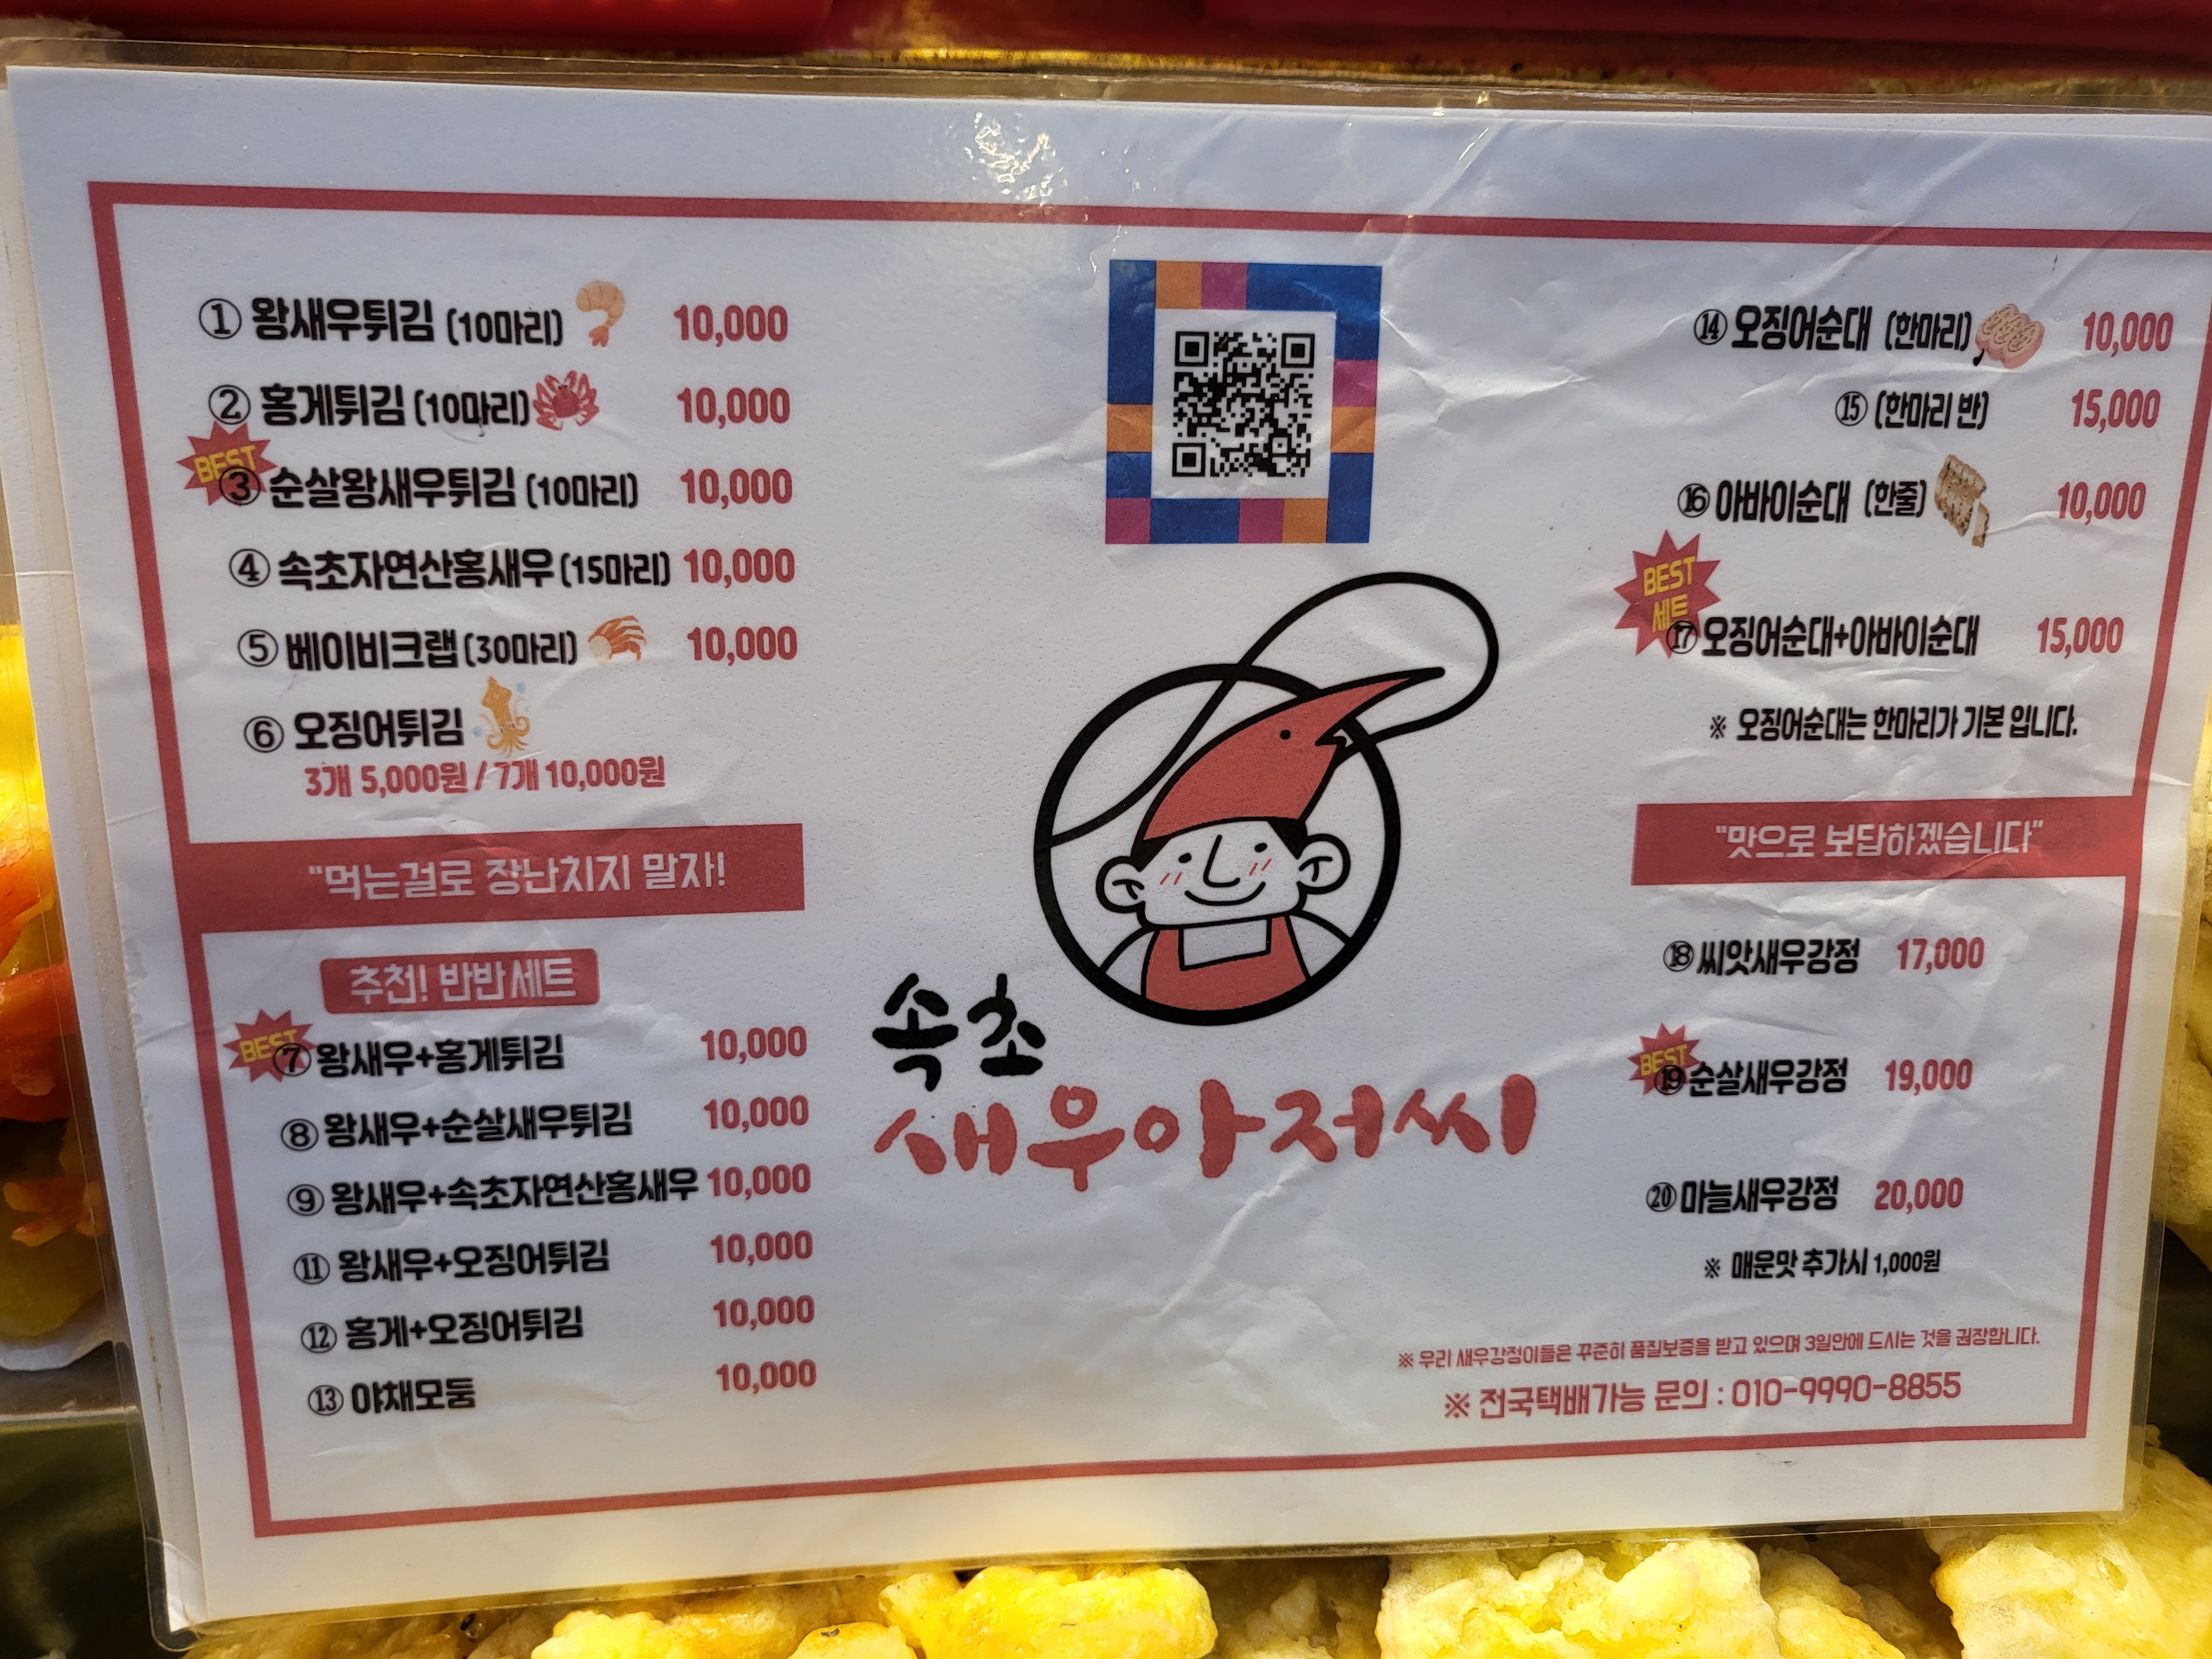 ① 왕새우튀김 (10마리) 10,000
② 홍게튀김 (10마리) 10,000
BEST
③ 순살왕새우튀김 (10마리) 10,000
④ 속초자연산홍새우 (15마리) 10,000
⑤ 베이비크랩 (30마리) 10,000
⑥ 오징어튀김
3개 5,000원 / 7개 10,000원
"먹는걸로 장난치지 말자!
추천! 반반세트
BEST
⑦ 왕새우+홍게튀김 10,000
⑧ 왕새우+순살새우튀김 10,000
⑨ 왕새우+속초자연산홍새우 10,000
⑪ 왕새우+오징어튀김 10,000
⑫ 홍게+오징어튀김 10,000
⑬ 야채모둠 10,000
속초
새우아저씨
⑭ 오징어순대 (한마리) 10,000
⑮ (한마리 반) 15,000
⑯ 아바이순대 (한줄) 10,000
BEST
세트
⑰ 오징어순대+아바이순대 15,000
※ 오징어순대는 한마리가 기본 입니다.
"맛으로 보답하겠습니다"
⑱ 씨앗새우강정 17,000
BEST
⑲ 순살새우강정 19,000
⑳ 마늘새우강정 20,000
※ 매운맛 추가시 1,000원
※ 우리 새우강정이들은 꾸준히 품질보증을 받고 있으며 3일안에 드시는 것을 권장합니다.
※ 전국택배가능 문의 : 010-9990-8855